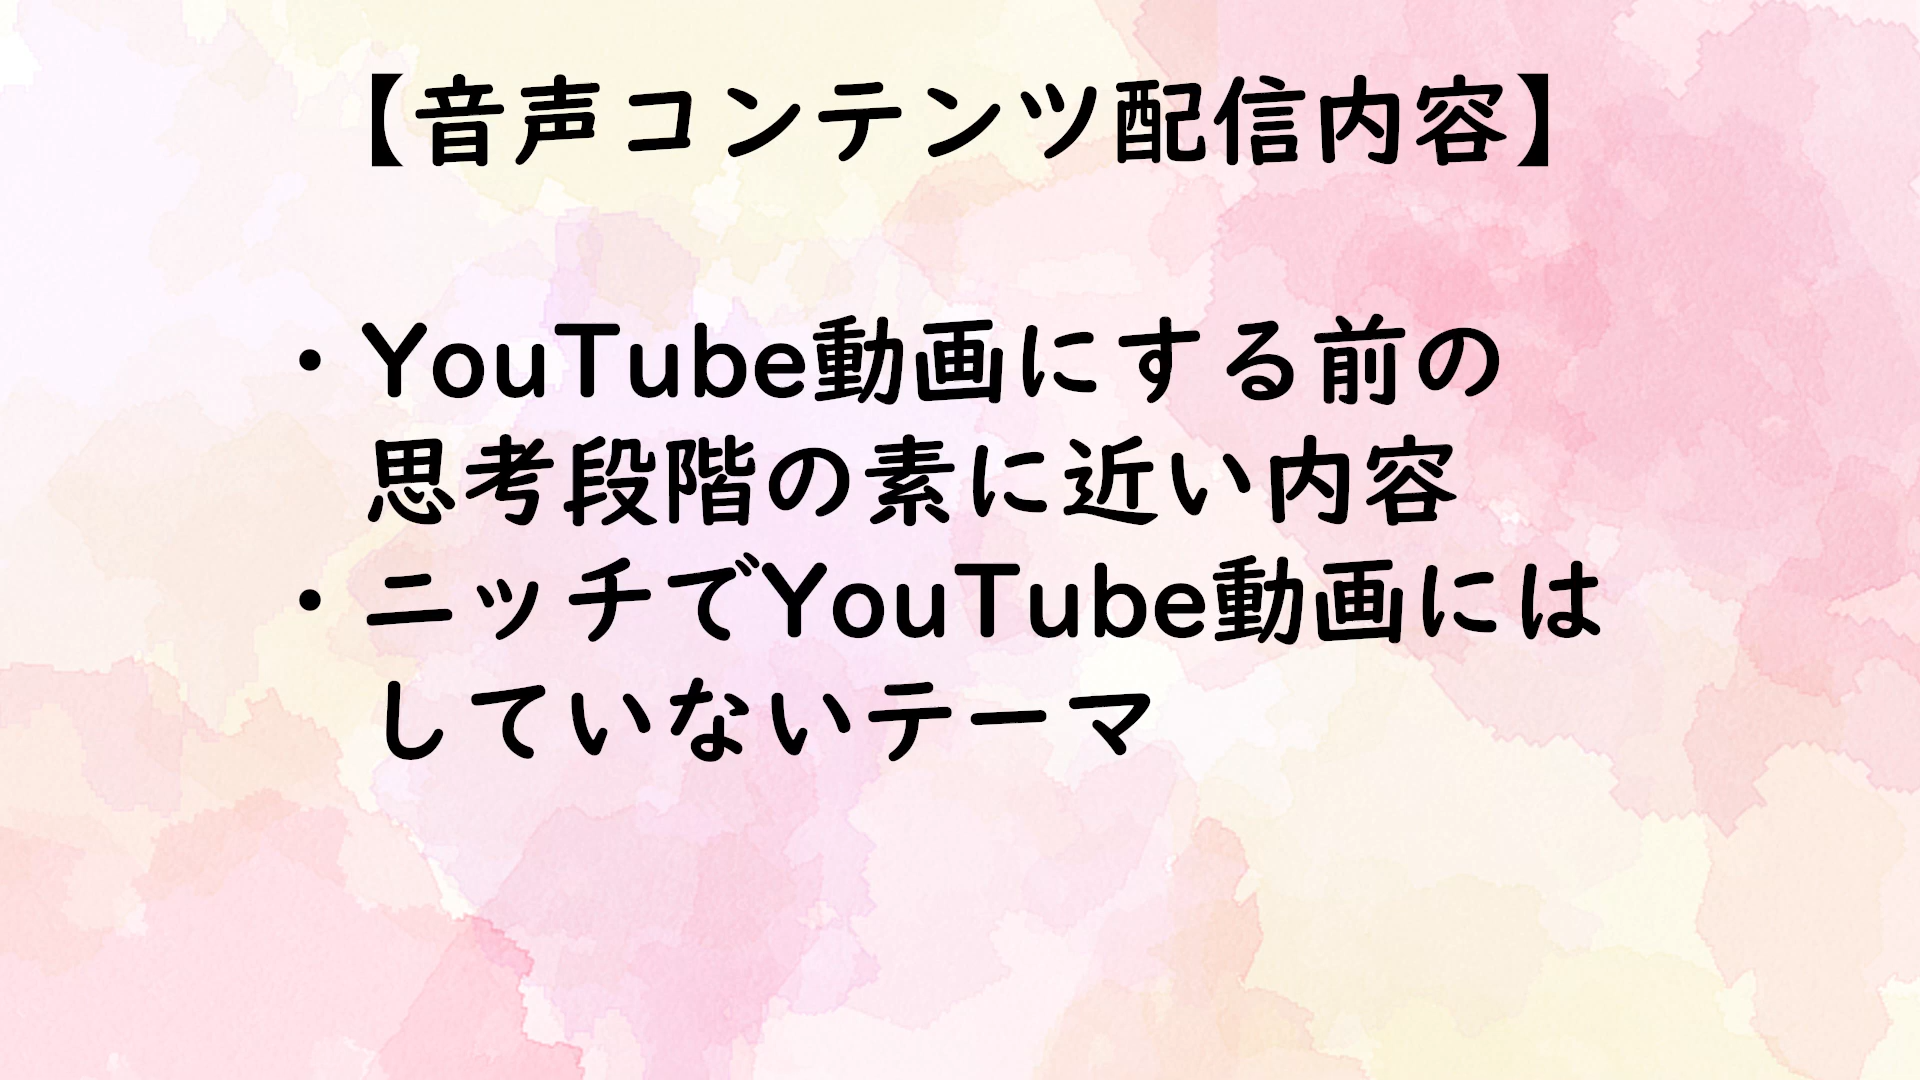 【音声コンテンツ配信内容】
・YouTube動画にする前の
思考段階の素に近い内容
・ニッチでYouTube動画には
していないテーマ